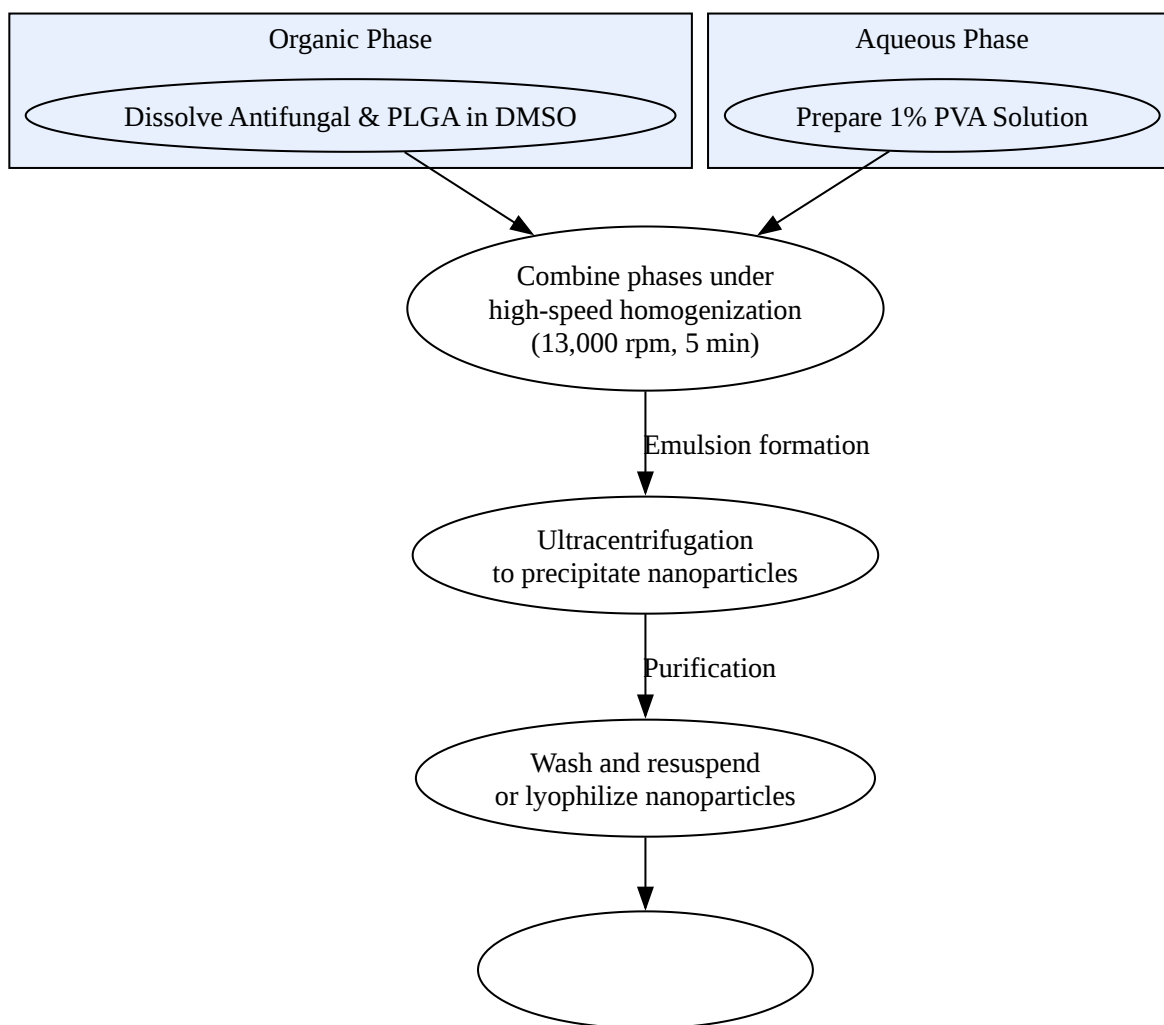 Organic Phase
Aqueous Phase
Dissolve Antifungal & PLGA in DMSO
Prepare 1% PVA Solution
Combine phases under
high-speed homogenization
(13,000 rpm, 5 min)
Emulsion formation
Ultracentrifugation
to precipitate nanoparticles
Purification
Wash and resuspend
or lyophilize nanoparticles